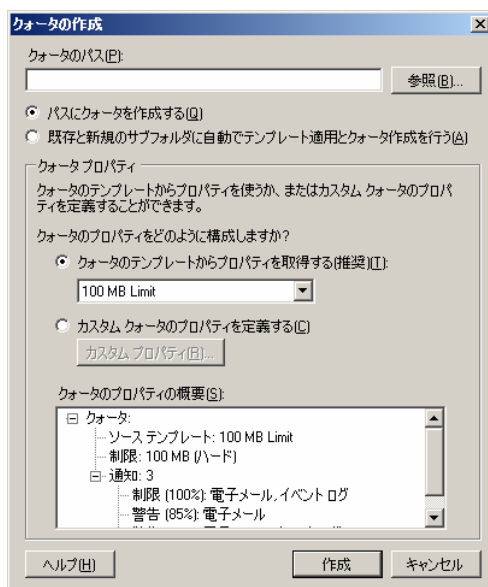 クォータの作成
クォータのパス(P):
参照(B)...
パスにクォータを作成する(Q)
既存と新規のサブフォルダに自動でテンプレート適用とクォータ作成を行う(A)
クォータ プロパティ
クォータのテンプレートからプロパティを使うか、またはカスタム クォータのプロパ
ティを定義することができます。
クォータのプロパティをどのように構成しますか?
クォータのテンプレートからプロパティを取得する(推奨)(T):
100 MB Limit
カスタム クォータのプロパティを定義する(C)
カスタム プロパティ(R)...
クォータのプロパティの概要(S):
クォータ:
ソース テンプレート: 100 MB Limit
制限: 100 MB (ハード)
通知: 3
制限 (100%): 電子メール, イベント ログ
警告 (85%): 電子メール
ヘルプ(H)
作成
キャンセル